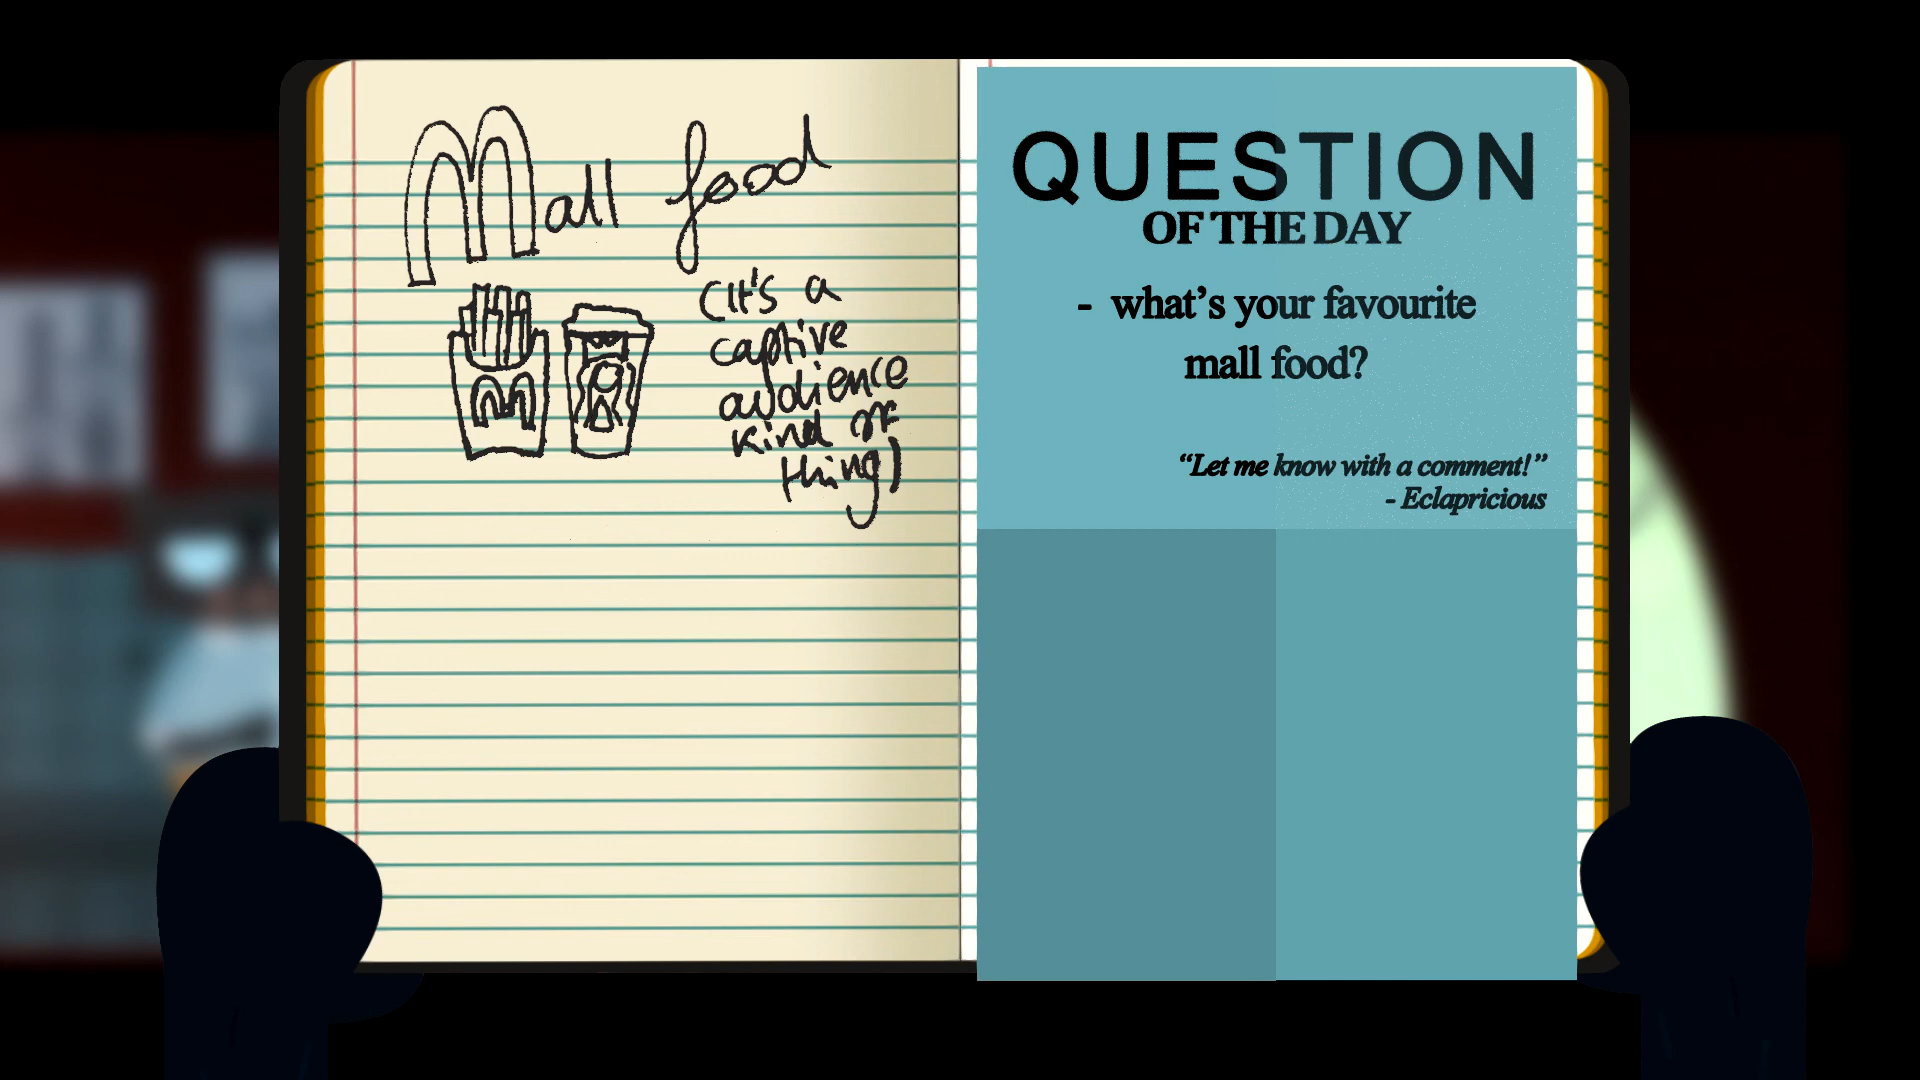 Mall food
(It's a
captive
audience
kind of
thing)
QUESTION
OF THE DAY
- what’s your favourite
mall food?
“Let me know with a comment!”
- Eclapricious